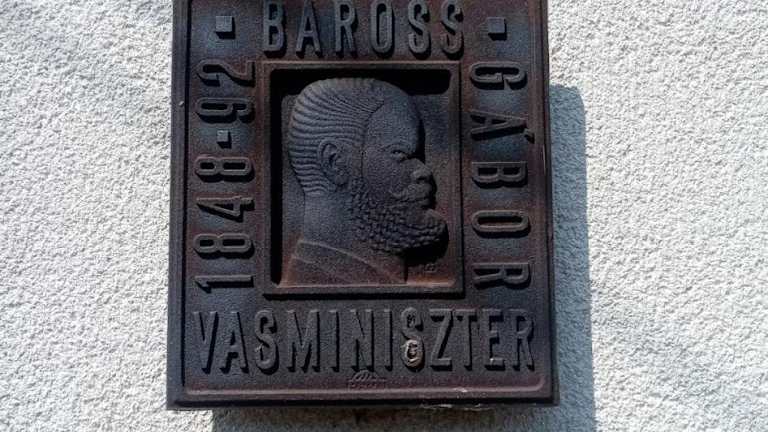 BAROSS
GÁBOR
1848-92
VASMINISZTER